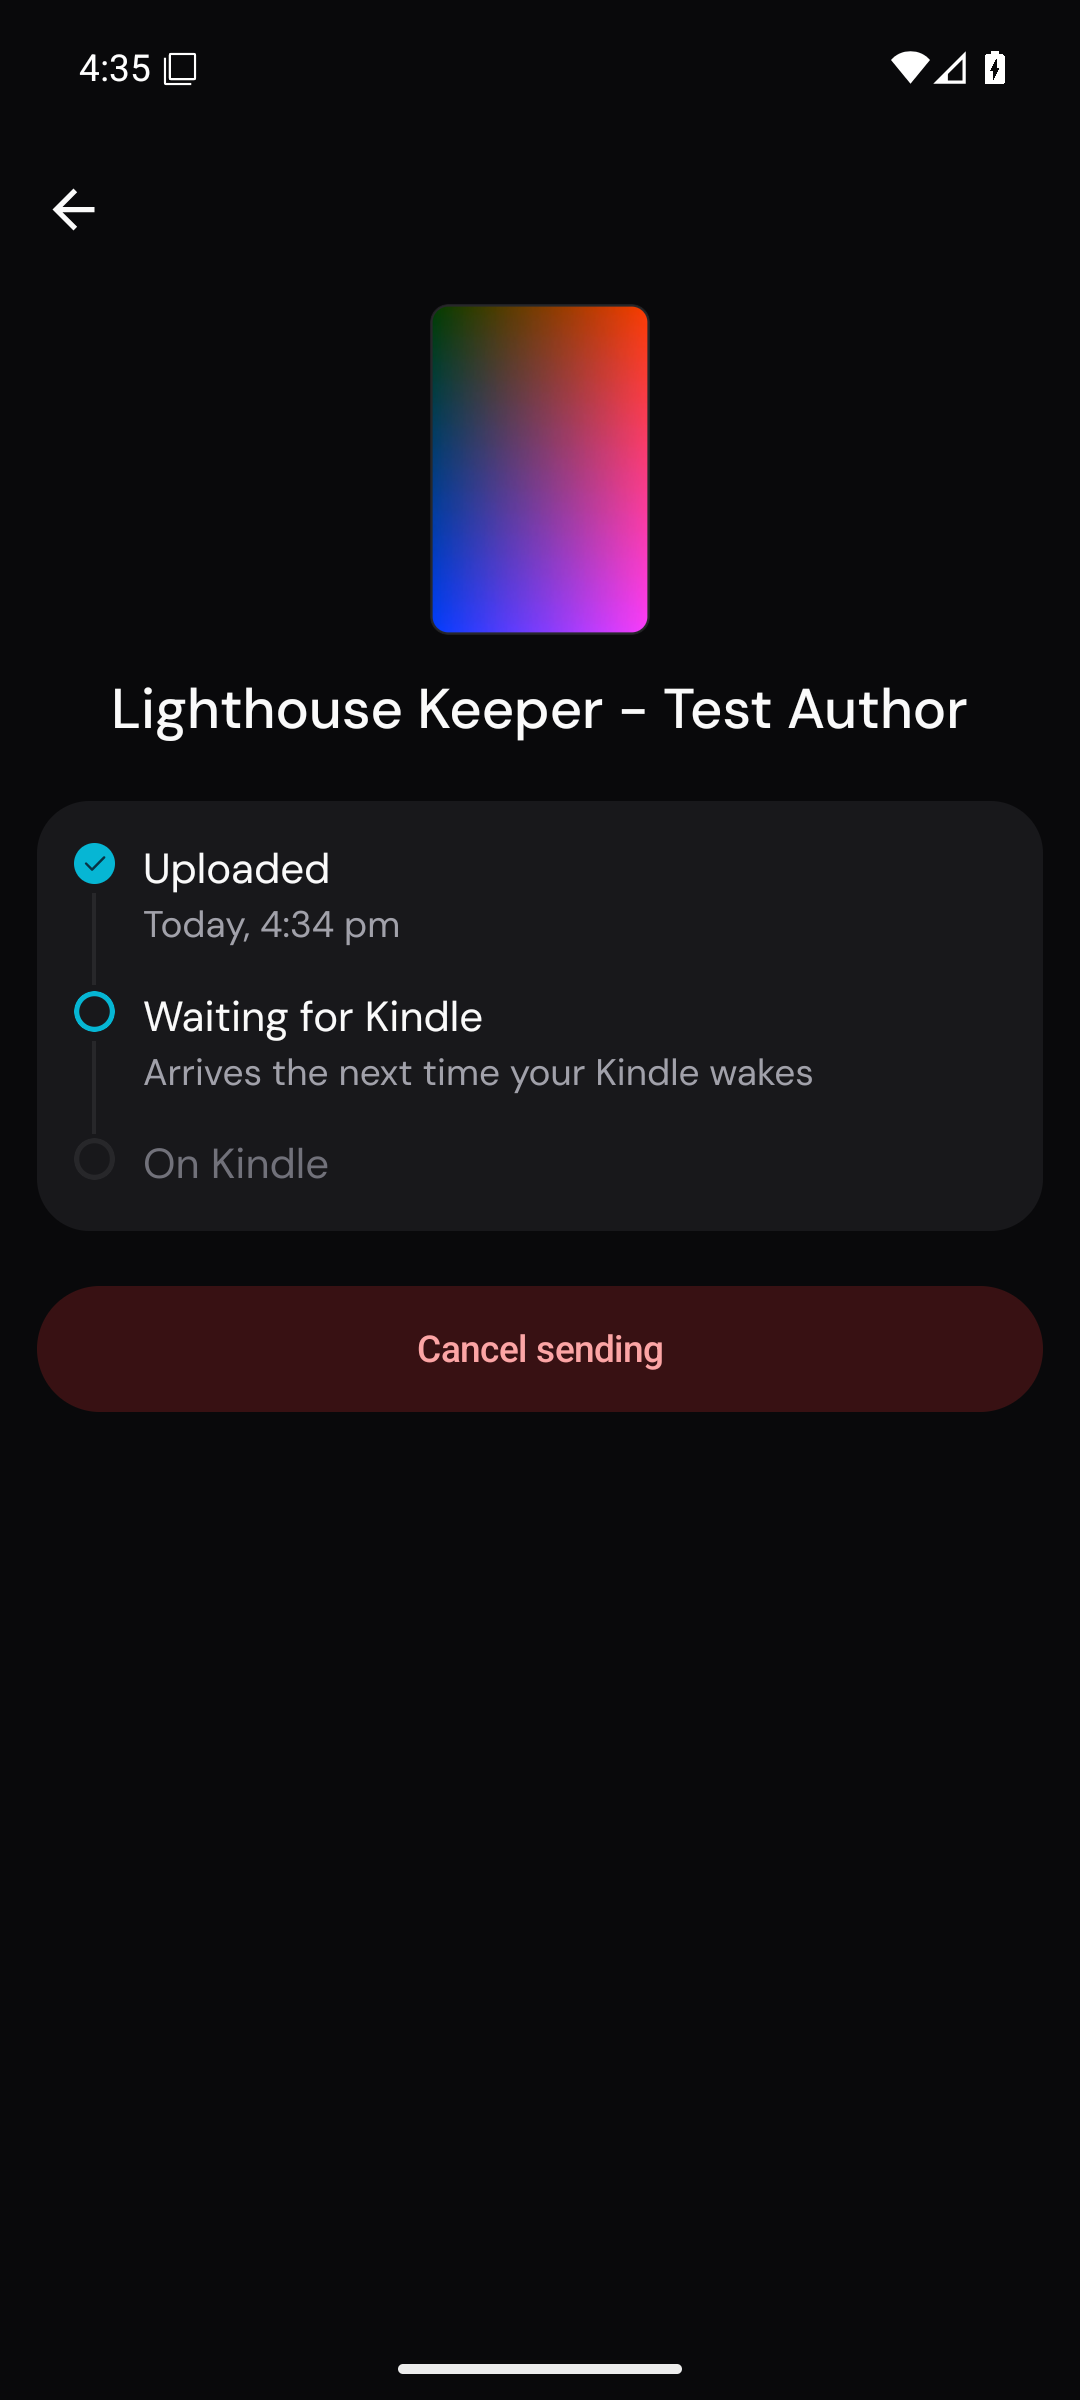 4:35
Lighthouse Keeper - Test Author
Uploaded
Today, 4:34 pm
Waiting for Kindle
Arrives the next time your Kindle wakes
On Kindle
Cancel sending